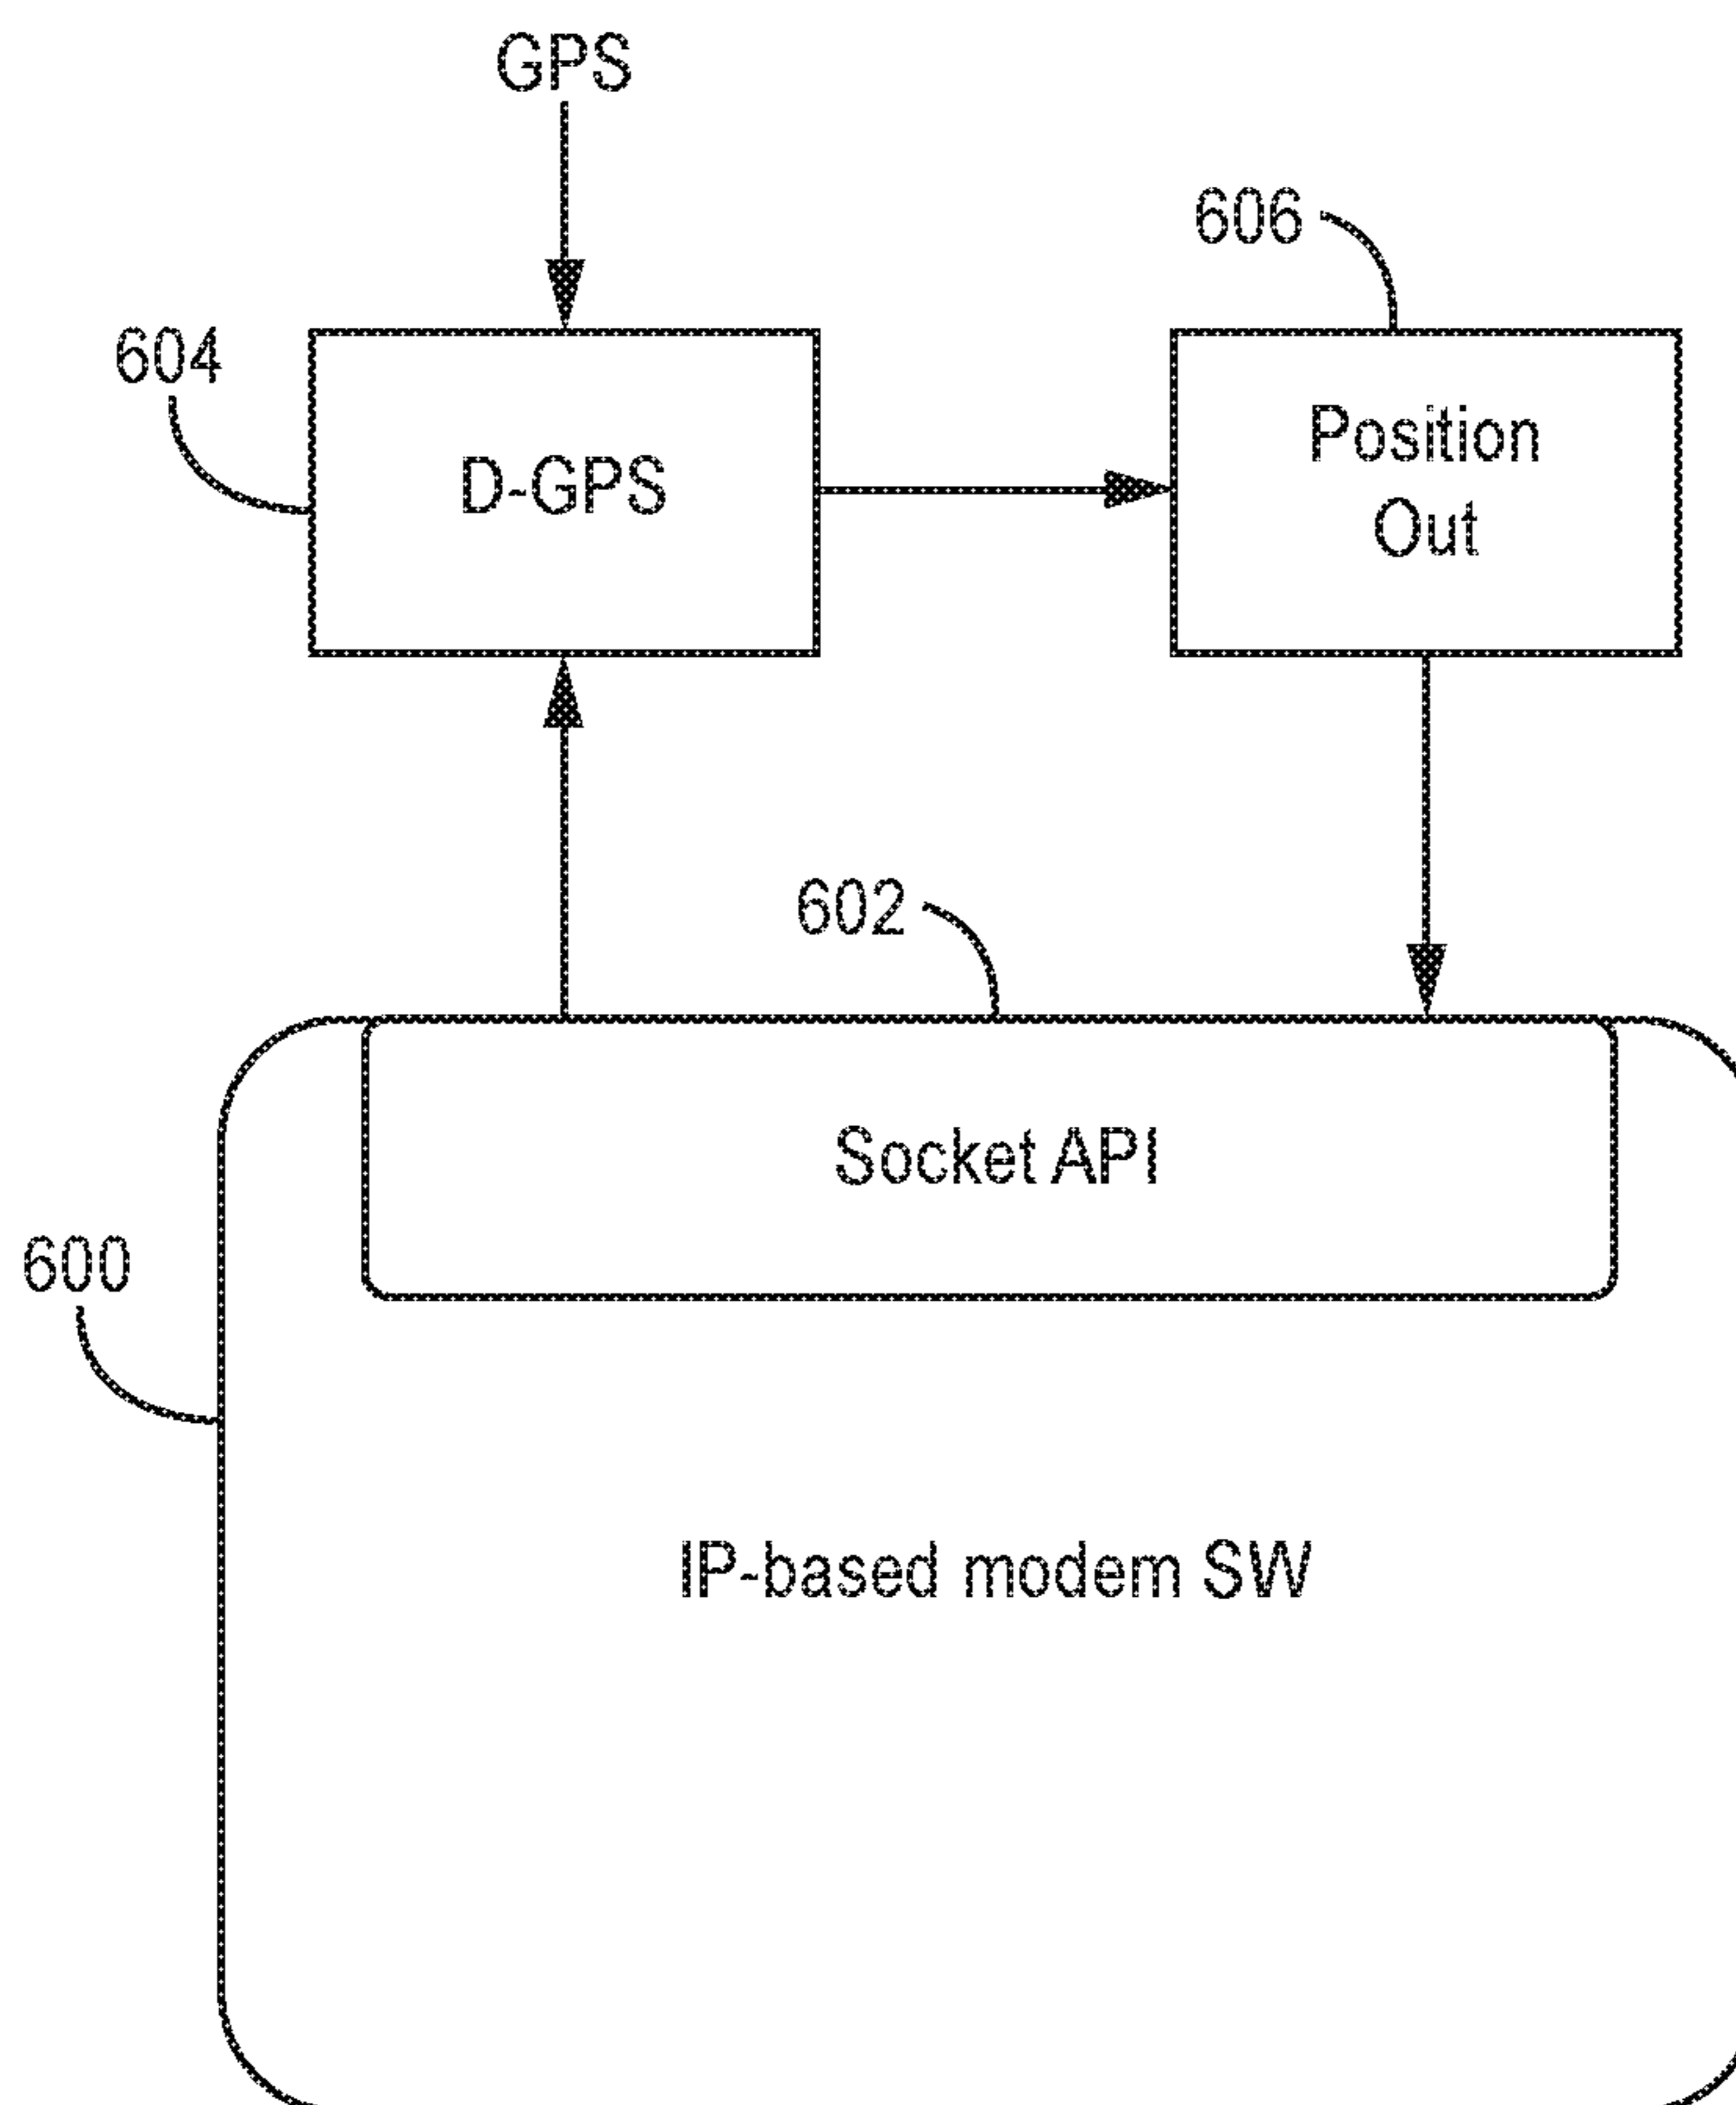 GPS
606
604
D-GPS
Position
Out
602
Socket API
600
IP-based modem SW